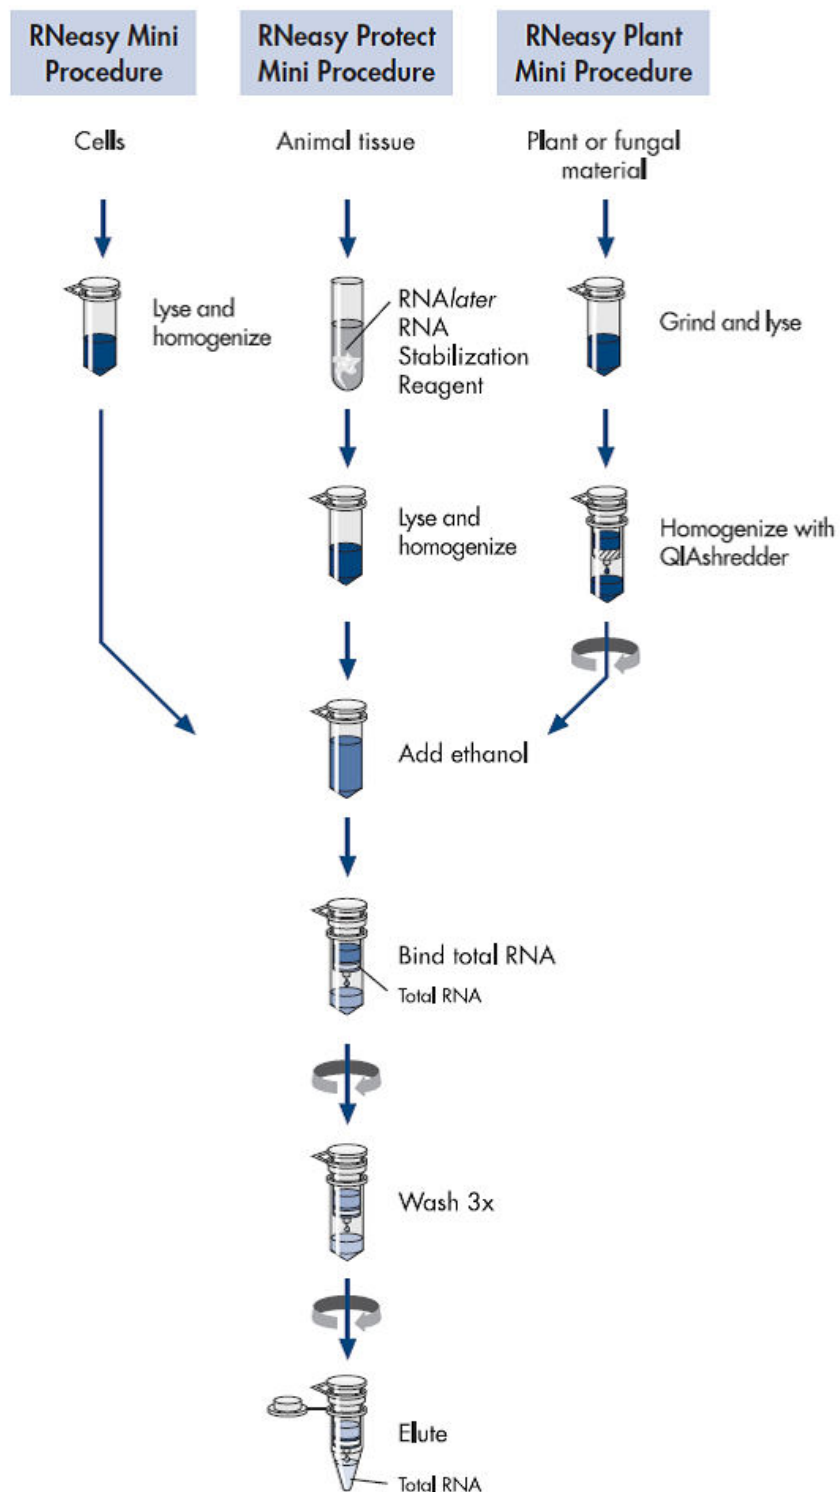 RNeasy Mini
Procedure
RNeasy Protect
Mini Procedure
RNeasy Plant
Mini Procedure
Cells
Animal tissue
Plant or fungal
material
Lyse and
homogenize
RNAlater
RNA
Stabilization
Reagent
Grind and lyse
Lyse and
homogenize
Homogenize with
QIAshredder
Add ethanol
Bind total RNA
Total RNA
Wash 3x
Elute
Total RNA